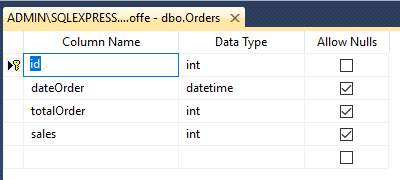 ADMIN\SQLEXPRESS....offe - dbo.Orders
Column Name Data Type Allow Nulls
id int
dateOrder datetime
totalOrder int
sales int